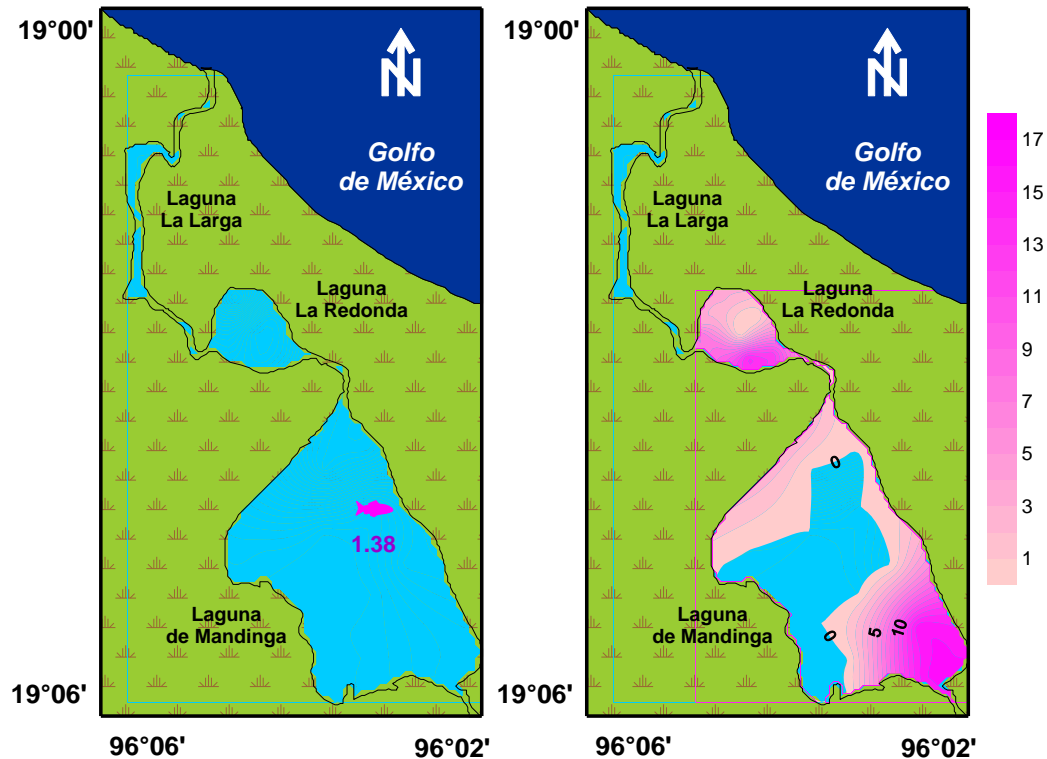 19°00'
N
Golfo
de México
Laguna
La Larga
Laguna
La Redonda
1.38
Laguna
de Mandinga
19°06'
96°06'
96°02'
19°00'
N
Golfo
de México
Laguna
La Larga
Laguna
La Redonda
0
0
5
10
Laguna
de Mandinga
19°06'
96°06'
96°02'
17
15
13
11
9
7
5
3
1